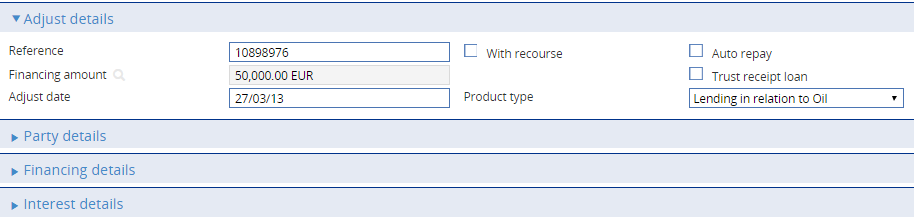 Adjust details
Reference 10898976 With recourse Auto repay
Financing amount 50,000.00 EUR Trust receipt loan
Adjust date 27/03/13 Product type Lending in relation to Oil
Party details
Financing details
Interest details